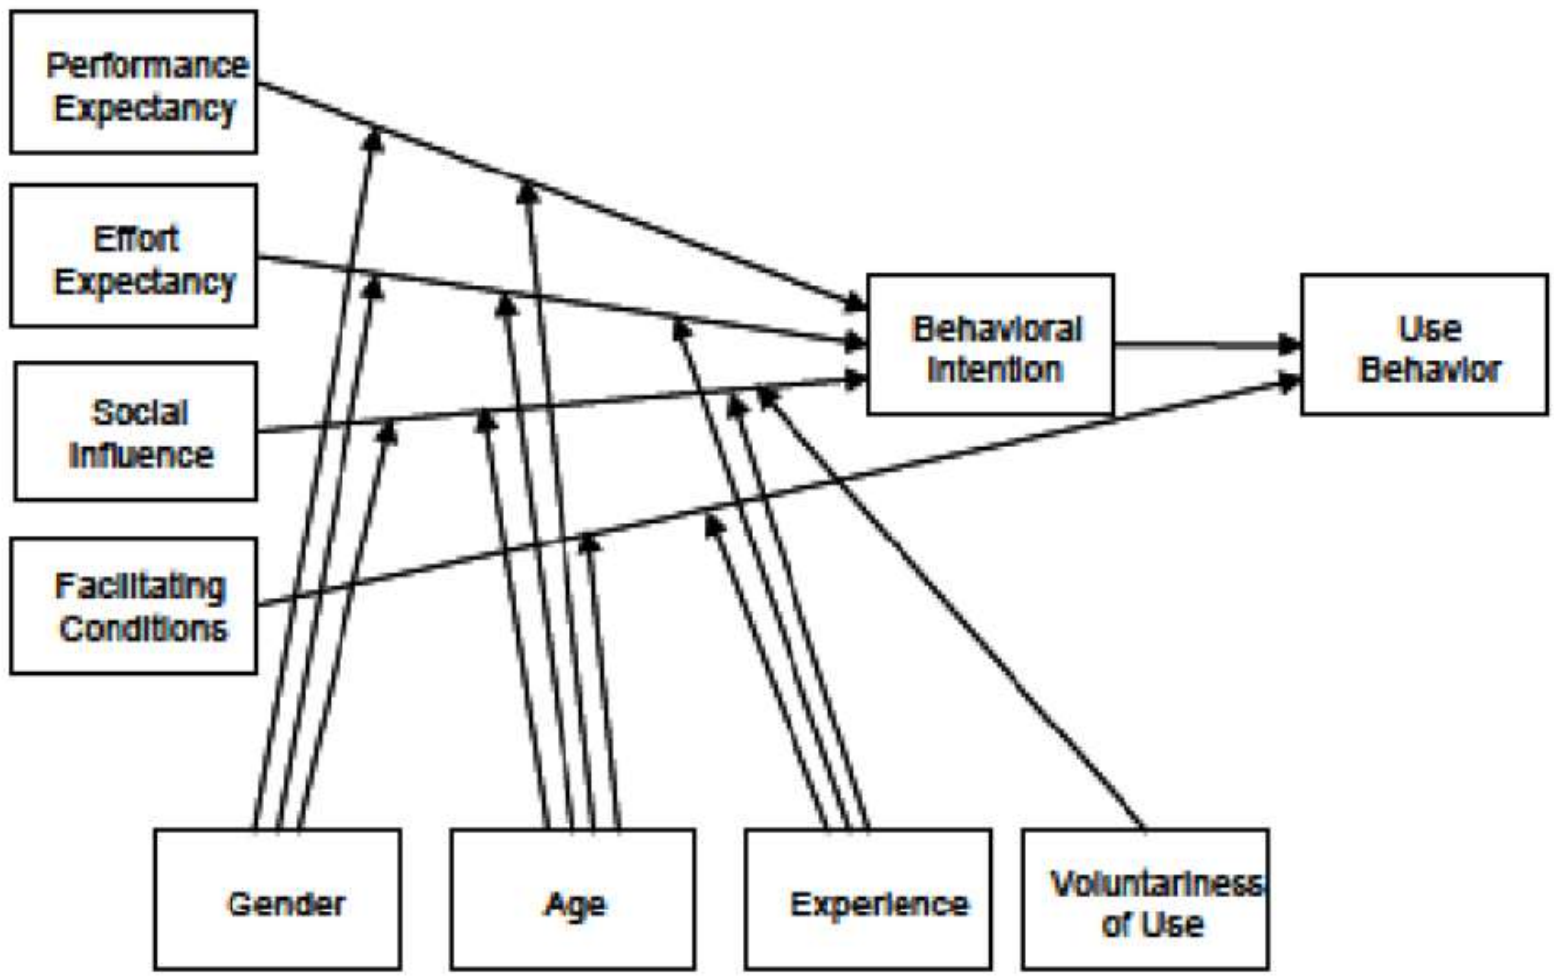 Performance
Expectancy
Effort
Expectancy
Social
Influence
Facilitating
Conditions
Behavioral
Intention
Use
Behavior
Gender
Age
Experience
Voluntariness
of Use